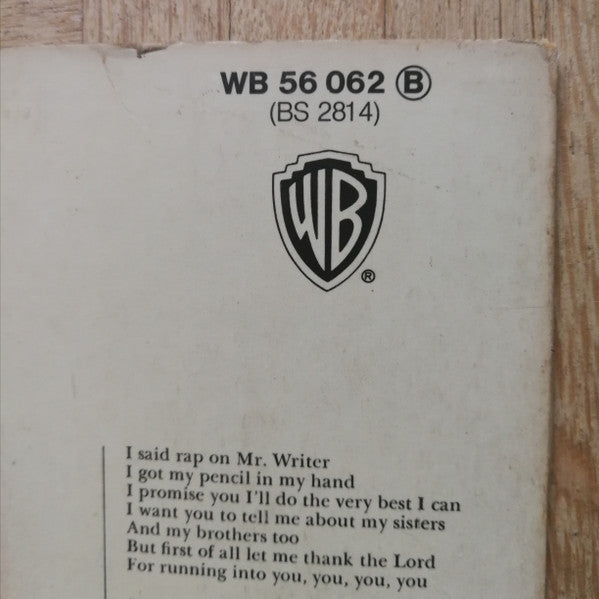 WB 56 062 Ⓑ
(BS 2814)
WB
®
I said rap on Mr. Writer
I got my pencil in my hand
I promise you I'll do the very best I can
I want you to tell me about my sisters
And my brothers too
But first of all let me thank the Lord
For running into you, you, you, you